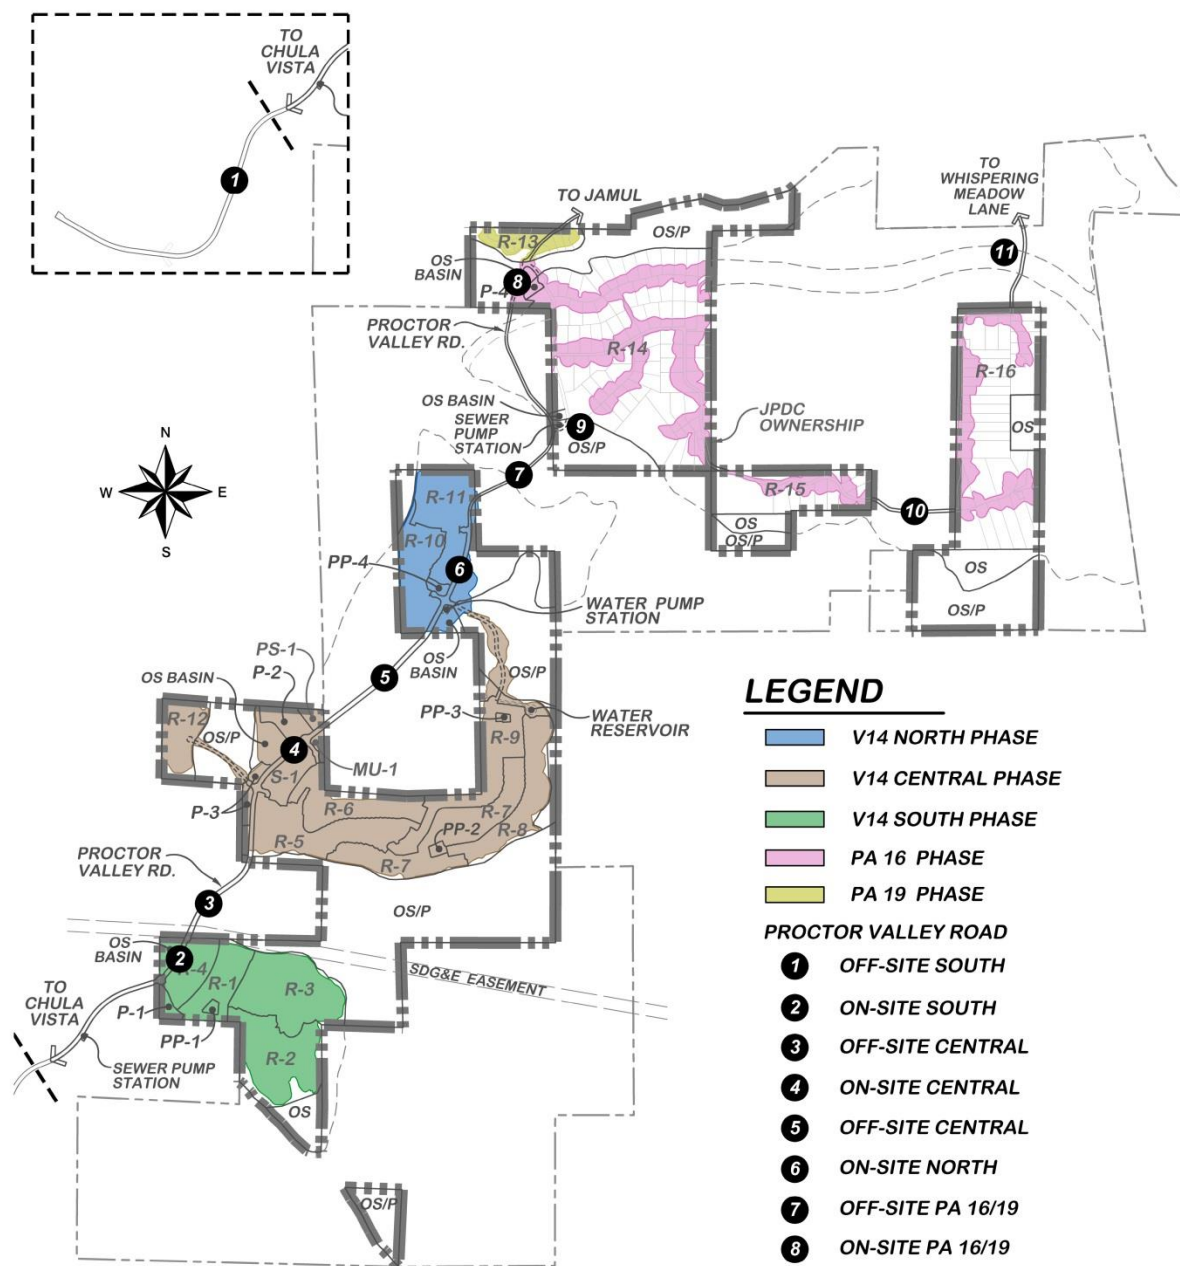 TO
CHULA
VISTA
1
TO
WHISPERING
MEADOW
LANE
11
TO JAMUL
R-13
OS/P
OS
BASIN
8
P-4
PROCTOR
VALLEY RD.
R-14
R-16
OS BASIN
SEWER
PUMP
STATION
9
OS/P
JPDC
OWNERSHIP
OS
7
N
W
E
S
R-11
R-15
10
OS
OS/P
R-10
6
PP-4
OS
OS/P
WATER PUMP
STATION
OS
BASIN
PS-1
P-2
5
OS/P
OS BASIN
R-12
OS/P
PP-3
R-9
WATER
RESERVOIR
4
MU-1
S-1
P-3
R-6
R-7
R-8
PP-2
R-5
R-7
PROCTOR
VALLEY RD.
3
OS/P
OS
BASIN
2
R-4
R-1
R-3
SDG&E EASEMENT
TO
CHULA
VISTA
P-1
PP-1
R-2
SEWER PUMP
STATION
OS
OS/P
LEGEND
V14 NORTH PHASE
V14 CENTRAL PHASE
V14 SOUTH PHASE
PA 16 PHASE
PA 19 PHASE
PROCTOR VALLEY ROAD
1 OFF-SITE SOUTH
2 ON-SITE SOUTH
3 OFF-SITE CENTRAL
4 ON-SITE CENTRAL
5 OFF-SITE CENTRAL
6 ON-SITE NORTH
7 OFF-SITE PA 16/19
8 ON-SITE PA 16/19